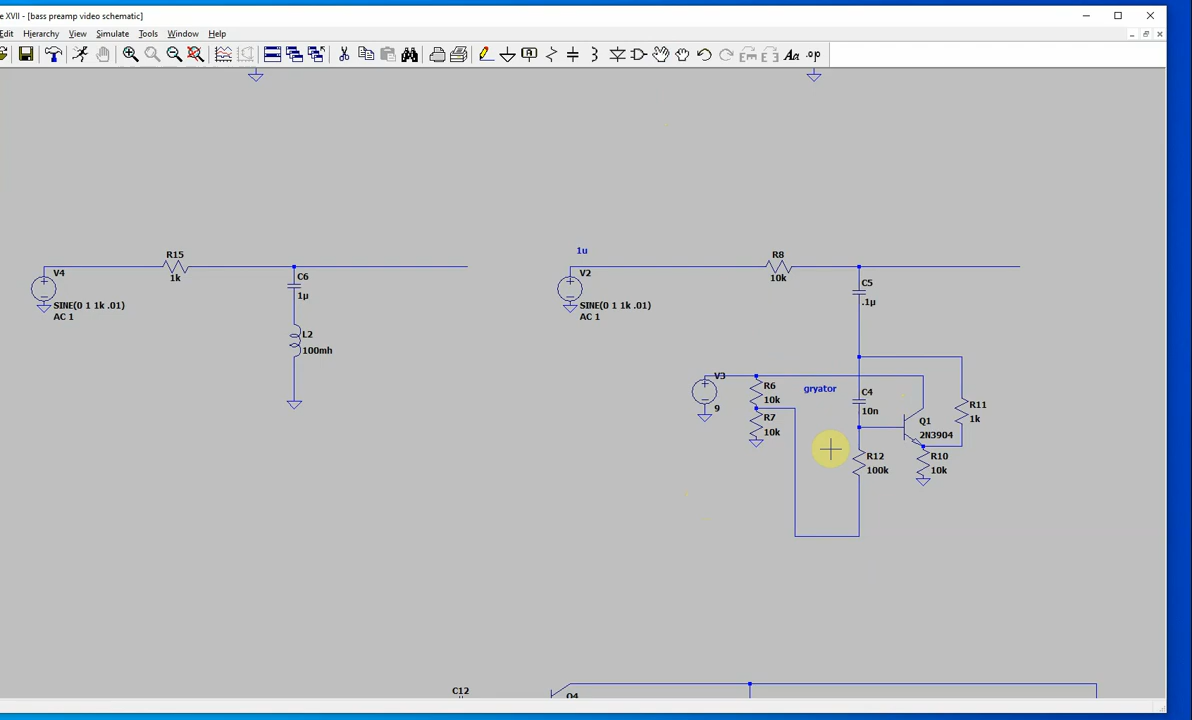 e XVII - [bass preamp video schematic]
Edit Hierarchy View Simulate Tools Window Help
Aa .op
R15
1k
V4
SINE(0 1 1k .01)
AC 1
C6
1µ
L2
100mh
1u
V2
SINE(0 1 1k .01)
AC 1
R8
10k
C5
.1µ
V3
9
R6
10k
R7
10k
gryator
C4
10n
Q1
2N3904
R11
1k
R12
100k
R10
10k
C12